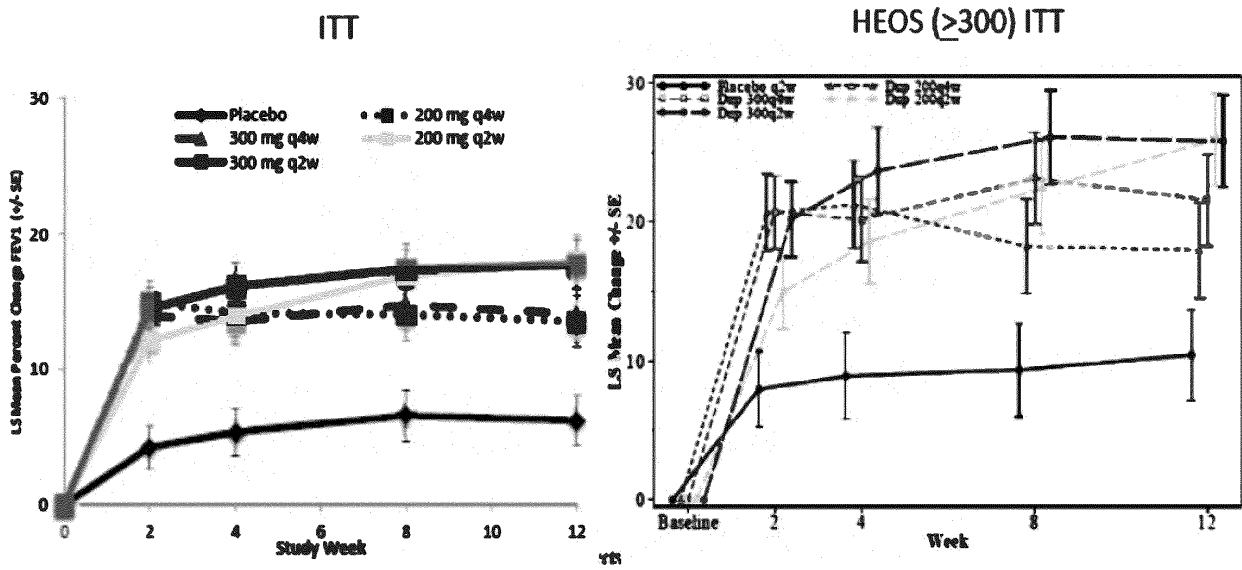 ITT
HEOS (≥300) ITT
30
20
10
0
LS Mean Percent Change FEV1 (+/- SE)
Placebo
300 mg q4w
300 mg q2w
200 mg q4w
200 mg q2w
0 2 4 6 8 10 12
Study Week
30
20
10
0
LS Mean Change +/- SE
Placebo q2w
Dup 300q4w
Dup 300q2w
Dup 200q4w
Dup 200q2w
Baseline 2 4 8 12
Week